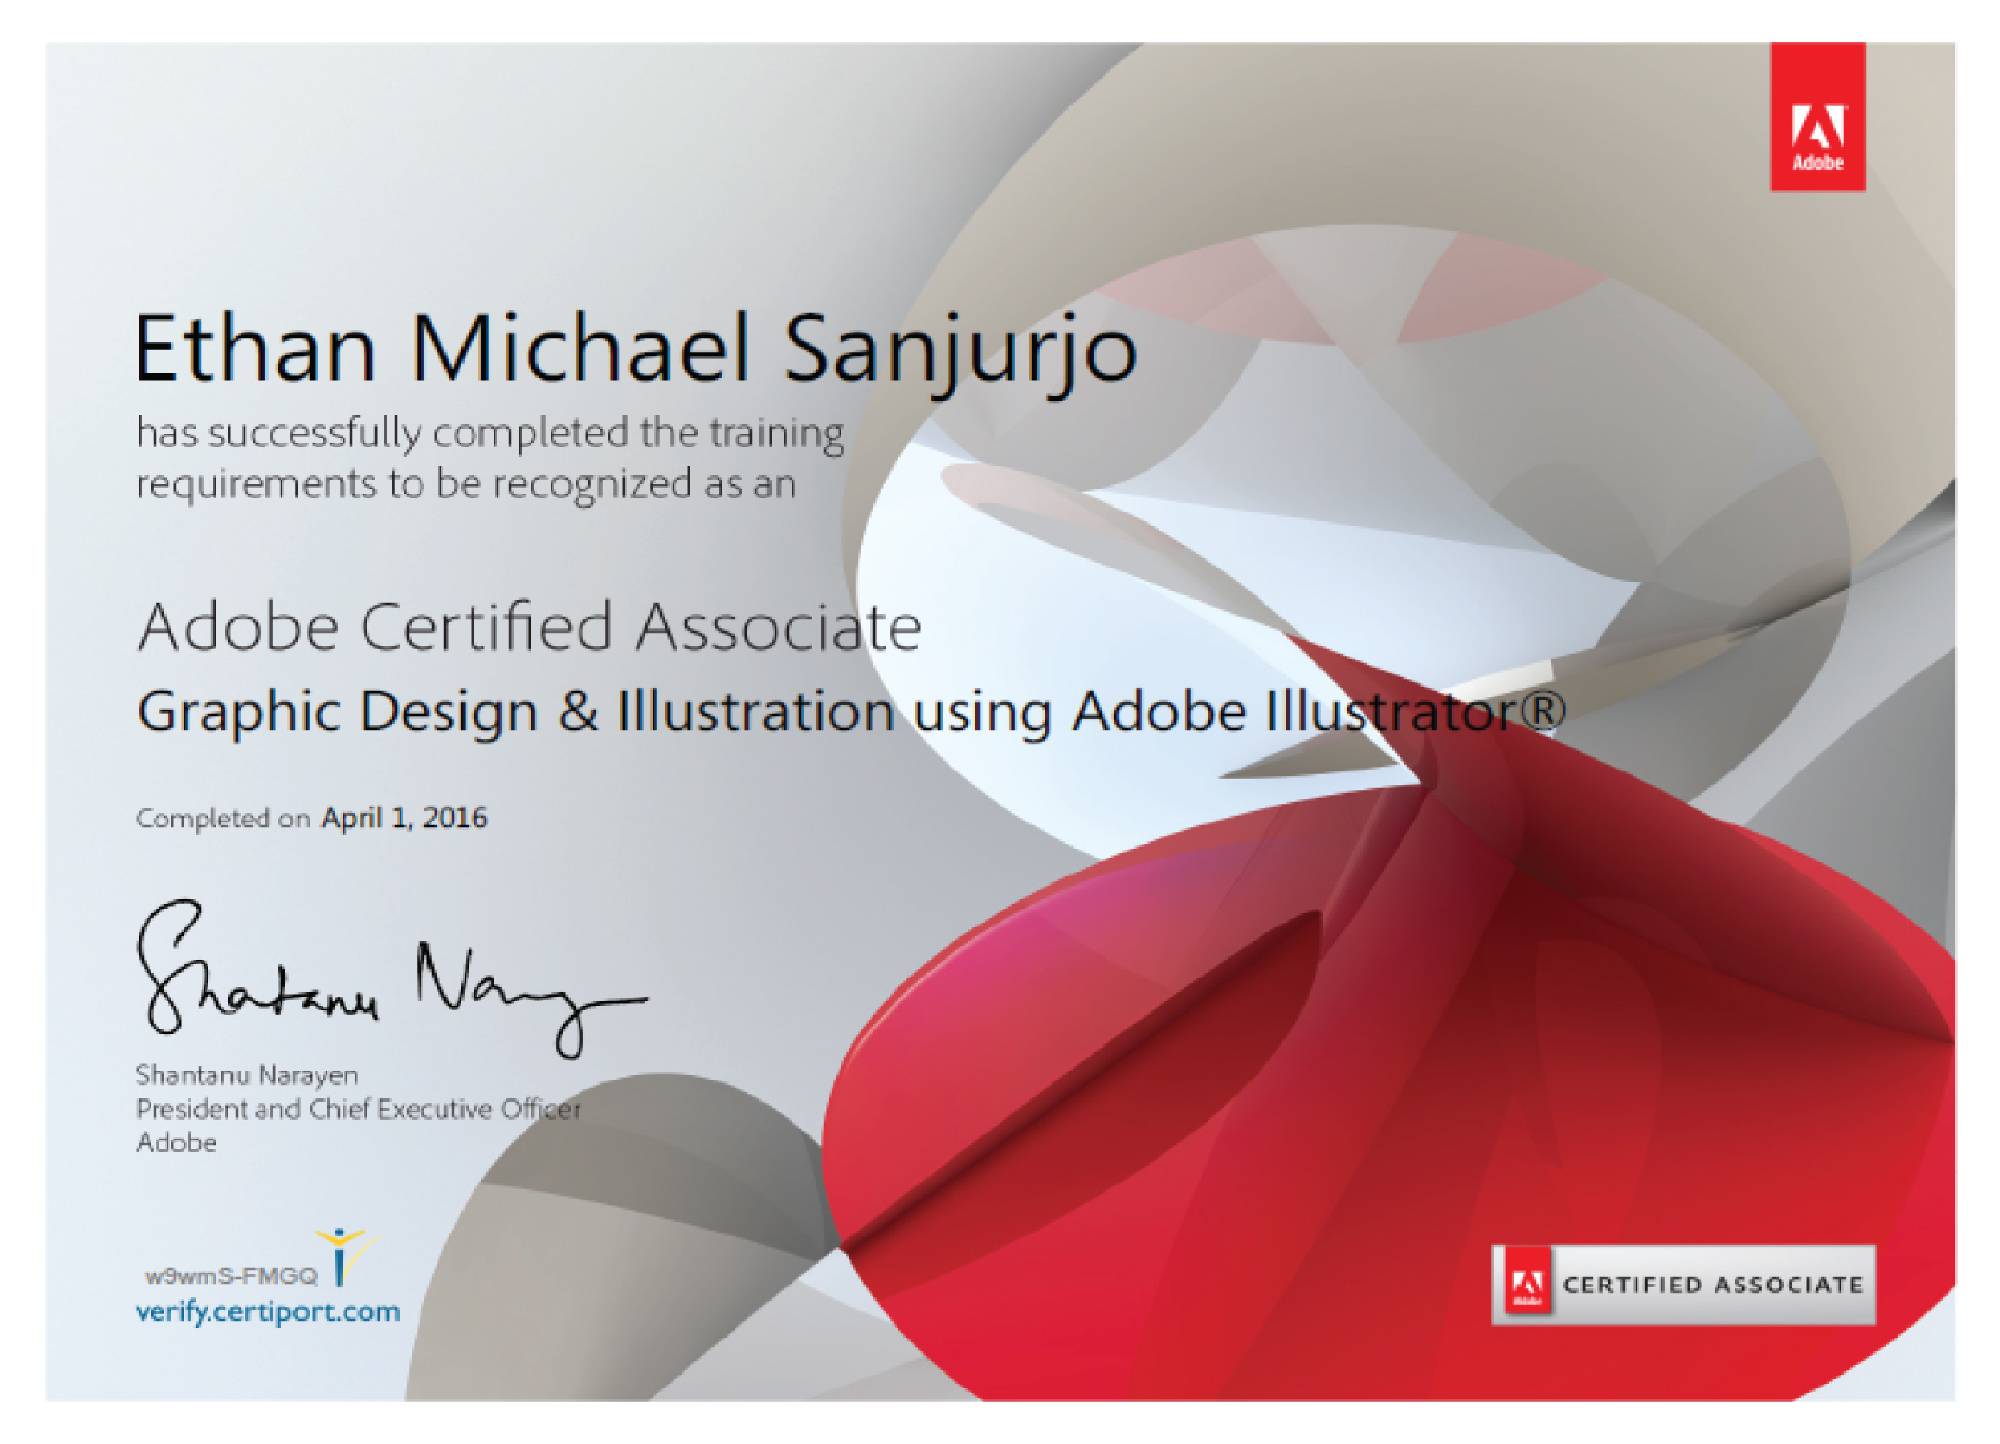 Adobe
Ethan Michael Sanjurjo
has successfully completed the training
requirements to be recognized as an
Adobe Certified Associate
Graphic Design & Illustration using Adobe Illustrator®
Completed on April 1, 2016
Shantanu Narayen
Shantanu Narayen
President and Chief Executive Officer
Adobe
w9wmS-FMGQ
verify.certiport.com
Adobe
CERTIFIED ASSOCIATE